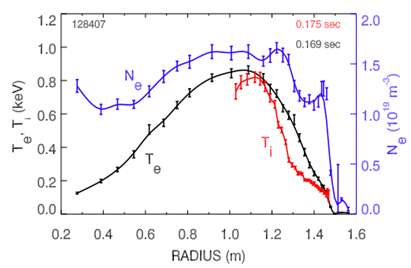 128407
0.175 sec
0.169 sec
1.2
1.0
0.8
0.6
0.4
0.2
0.0
2.0
1.5
1.0
0.5
0.0
Te, Ti (keV)
Ne (10^19 m^-3)
Ne
Te
Ti
0.2 0.4 0.6 0.8 1.0 1.2 1.4 1.6
RADIUS (m)